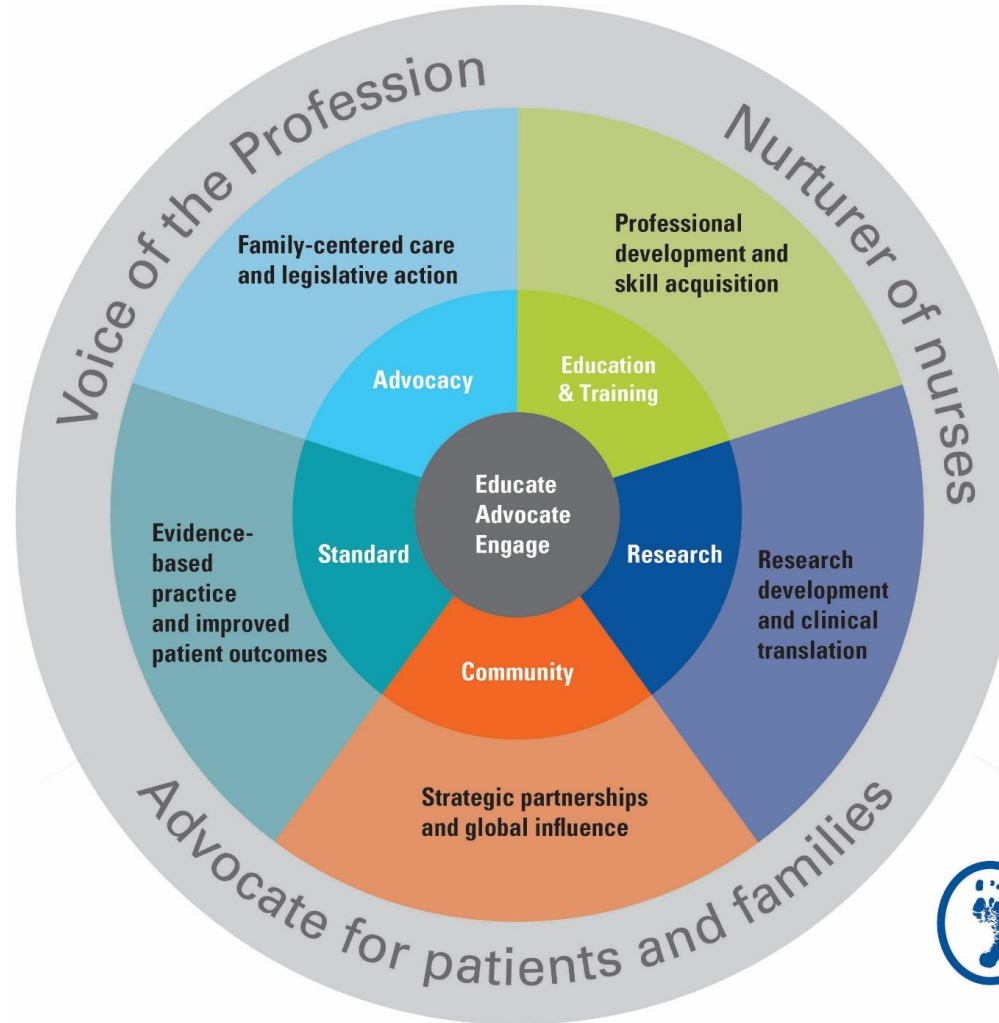 Voice of the Profession
Nurturer of nurses
Family-centered care
and legislative action
Professional
development and
skill acquisition
Advocacy
Education
& Training
Educate
Advocate
Engage
Evidence-
based
practice
and improved
patient outcomes
Standard
Research
Research
development
and clinical
translation
Community
Strategic partnerships
and global influence
Advocate for patients and families